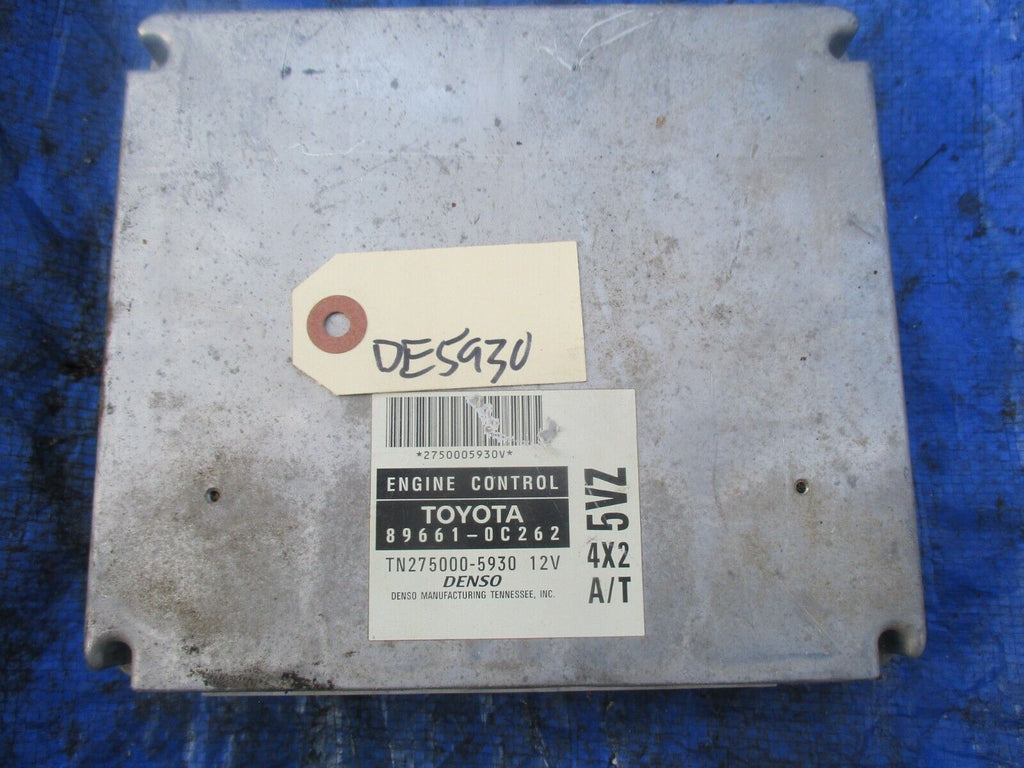 DE5930
*2750005930V*
ENGINE CONTROL
TOYOTA
89661-0C262
TN275000-5930 12V
DENSO
DENSO MANUFACTURING TENNESSEE, INC.
5VZ
4X2
A/T